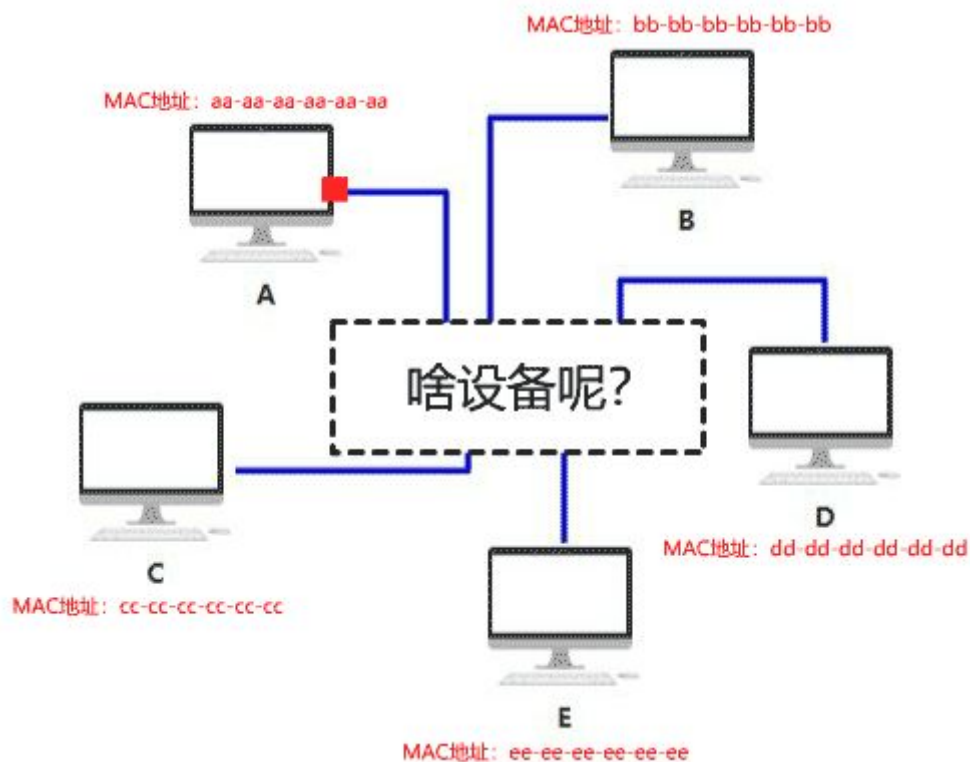 MAC地址：bb-bb-bb-bb-bb-bb
MAC地址：aa-aa-aa-aa-aa-aa
B
A
啥设备呢？
D
MAC地址：dd-dd-dd-dd-dd-dd
C
MAC地址：cc-cc-cc-cc-cc-cc
E
MAC地址：ee-ee-ee-ee-ee-ee